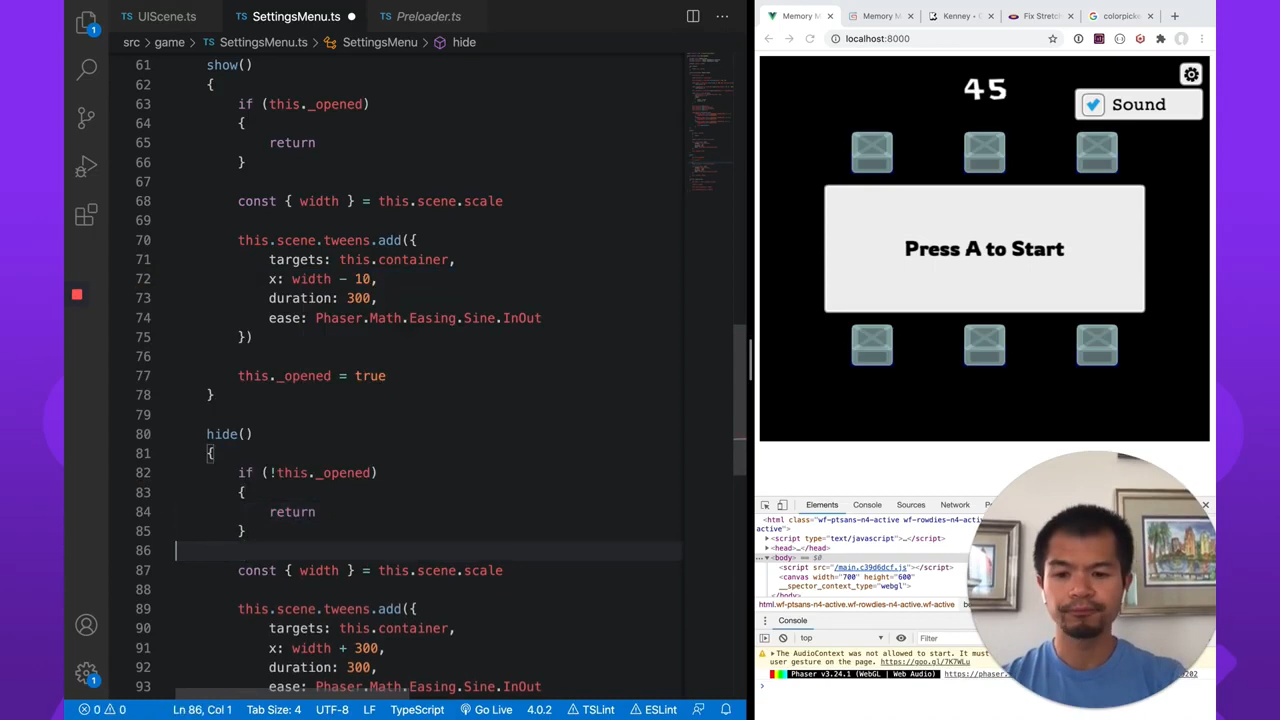 UIScene.ts
SettingsMenu.ts
Preloader.ts
src > game > SettingsMenu.ts > SettingsMenu > hide
61 show()
62 {
63 if (this._opened)
64 {
65 return
66 }
67
68 const { width } = this.scene.scale
69
70 this.scene.tweens.add({
71 targets: this.container,
72 x: width - 10,
73 duration: 300,
74 ease: Phaser.Math.Easing.Sine.InOut
75 })
76
77 this._opened = true
78 }
79
80 hide()
81 {
82 if (!this._opened)
83 {
84 return
85 }
86
87 const { width } = this.scene.scale
88
89 this.scene.tweens.add({
90 targets: this.container,
91 x: width + 300,
92 duration: 300,
93 ease: Phaser.Math.Easing.Sine.InOut
1
1
0 0 Ln 86, Col 1 Tab Size: 4 UTF-8 LF TypeScript Go Live 4.0.2 TSLint ESLint
Memory M
Memory M
Kenney •
Fix Stretch
colorpick
localhost:8000
45
Sound
Press A to Start
Elements Console Sources Network
<html class="wf-ptsans-n4-active wf-rowdies-n4-active wf-
active">
<script type="text/javascript">…</script>
<head>…</head>
<body> == $0
<script src="/main.c39d6dcf.js"></script>
<canvas width="700" height="600"
__spector_context_type="webgl">
</body>
html.wf-ptsans-n4-active.wf-rowdies-n4-active.wf-active
Console
top
Filter
The AudioContext was not allowed to start. It must
user gesture on the page. https://goo.gl/7K7WLu
Phaser v3.24.1 (WebGL | Web Audio) https://phaser